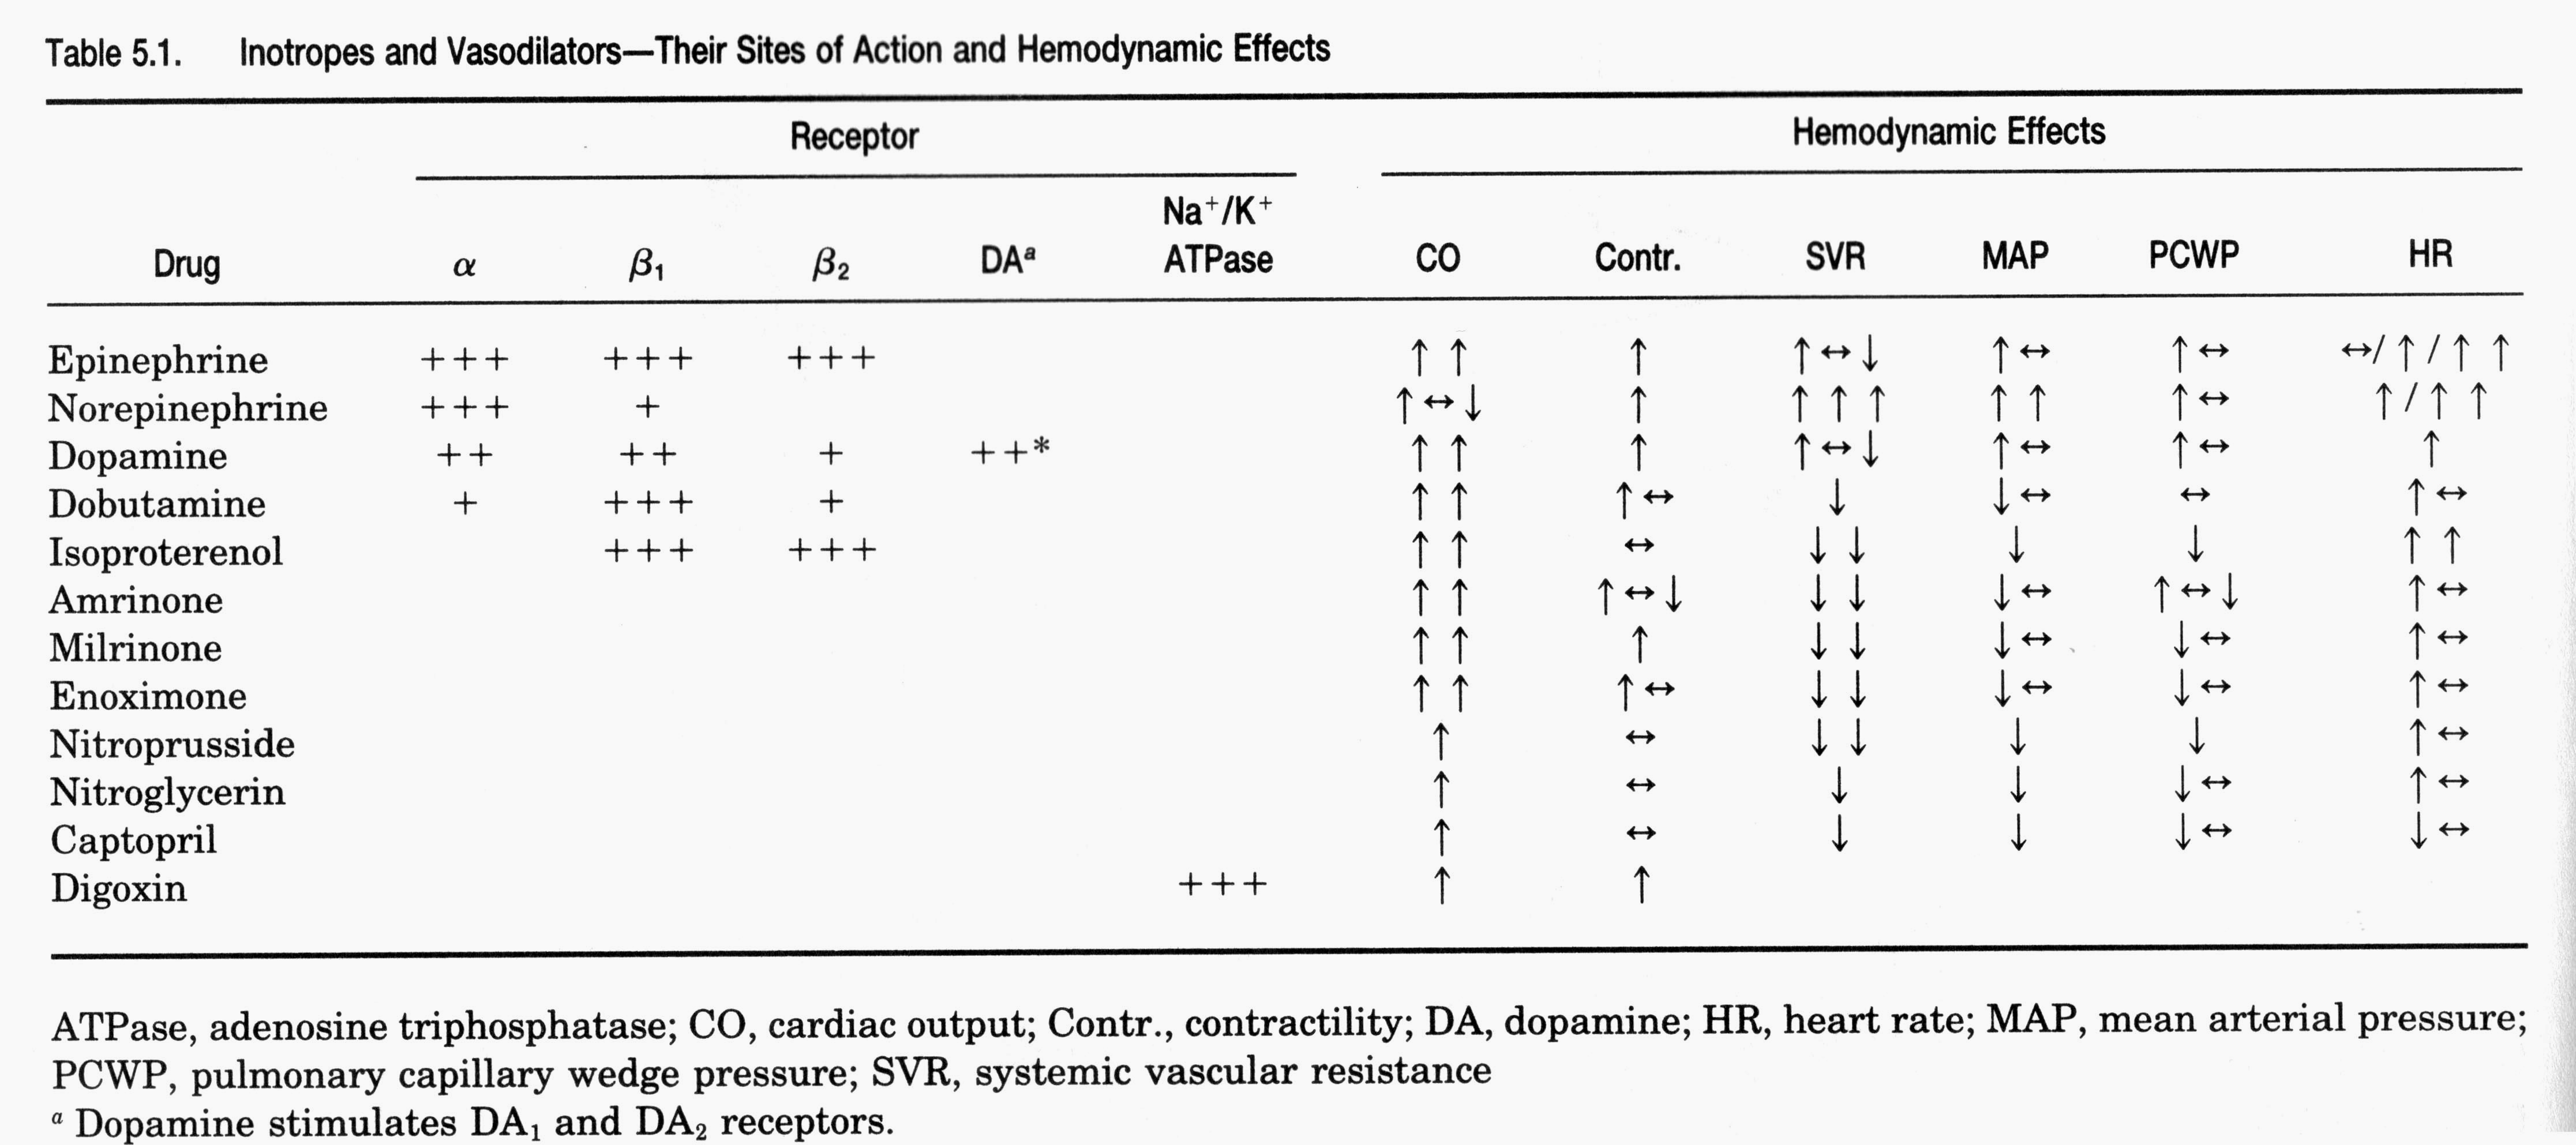 Table 5.1. Inotropes and Vasodilators—Their Sites of Action and Hemodynamic Effects
Receptor Hemodynamic Effects
Na⁺/K⁺
Drug α β₁ β₂ DAᵃ ATPase CO Contr. SVR MAP PCWP HR
Epinephrine +++ +++ +++ ↑ ↑ ↑ ↑↔↓ ↑↔ ↑↔ ↔/↑/↑ ↑
Norepinephrine +++ + ↑↔↓ ↑ ↑ ↑ ↑ ↑ ↑ ↑↔ ↑/↑ ↑
Dopamine ++ ++ + ++* ↑ ↑ ↑ ↑↔↓ ↑↔ ↑↔ ↑
Dobutamine + +++ + ↑ ↑ ↑↔ ↓ ↓↔ ↔ ↑↔
Isoproterenol +++ +++ ↑ ↑ ↔ ↓ ↓ ↓ ↓ ↑ ↑
Amrinone ↑ ↑ ↑↔↓ ↓ ↓ ↓↔ ↑↔↓ ↑↔
Milrinone ↑ ↑ ↑ ↓ ↓ ↓↔ ↓↔ ↑↔
Enoximone ↑ ↑ ↑↔ ↓ ↓ ↓↔ ↓↔ ↑↔
Nitroprusside ↑ ↔ ↓ ↓ ↓ ↓ ↑↔
Nitroglycerin ↑ ↔ ↓ ↓ ↓↔ ↑↔
Captopril ↑ ↔ ↓ ↓ ↓↔ ↓↔
Digoxin +++ ↑ ↑
ATPase, adenosine triphosphatase; CO, cardiac output; Contr., contractility; DA, dopamine; HR, heart rate; MAP, mean arterial pressure;
PCWP, pulmonary capillary wedge pressure; SVR, systemic vascular resistance
ᵃ Dopamine stimulates DA₁ and DA₂ receptors.